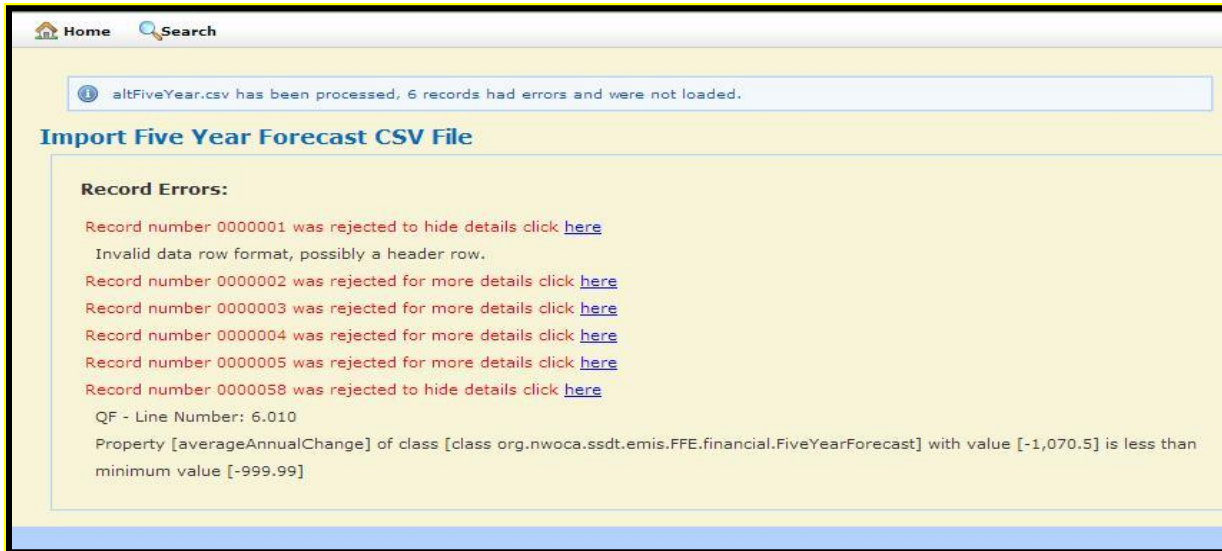 Home Search
altFiveYear.csv has been processed, 6 records had errors and were not loaded.
Import Five Year Forecast CSV File
Record Errors:
Record number 0000001 was rejected to hide details click here
Invalid data row format, possibly a header row.
Record number 0000002 was rejected for more details click here
Record number 0000003 was rejected for more details click here
Record number 0000004 was rejected for more details click here
Record number 0000005 was rejected for more details click here
Record number 0000058 was rejected to hide details click here
QF - Line Number: 6.010
Property [averageAnnualChange] of class [class org.nwoca.ssdt.emis.FFE.financial.FiveYearForecast] with value [-1,070.5] is less than
minimum value [-999.99]